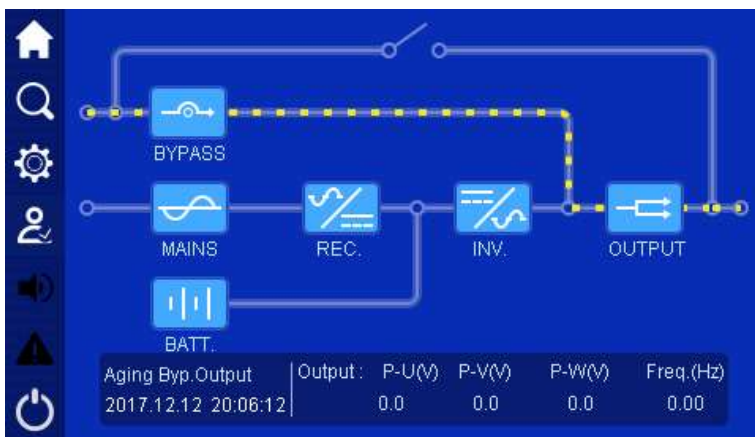 BYPASS
MAINS REC. INV. OUTPUT
BATT.
Aging Byp.Output Output : P-U(V) P-V(V) P-W(V) Freq.(Hz)
2017.12.12 20:06:12 0.0 0.0 0.0 0.00